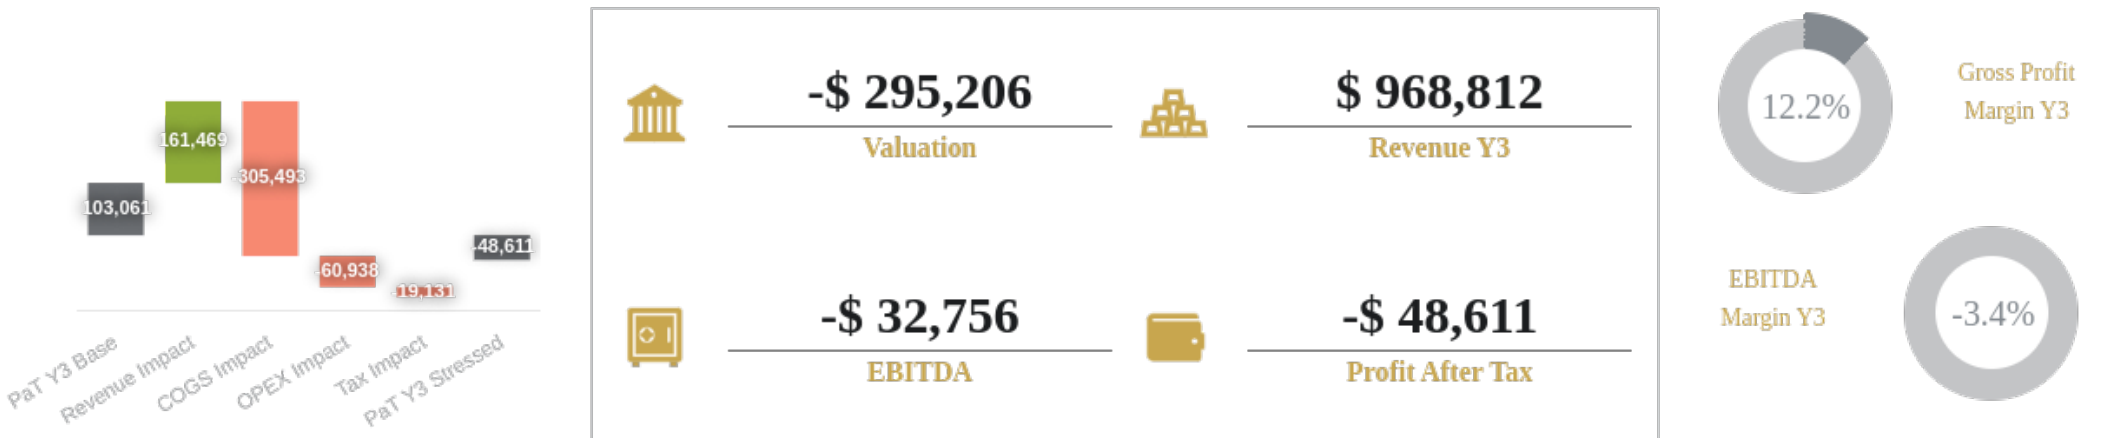 103,061
161,469
-305,493
-60,938
-19,131
-48,611
PaT Y3 Base
Revenue Impact
COGS Impact
OPEX Impact
Tax Impact
PaT Y3 Stressed
-$ 295,206
Valuation
$ 968,812
Revenue Y3
-$ 32,756
EBITDA
-$ 48,611
Profit After Tax
12.2%
Gross Profit
Margin Y3
EBITDA
Margin Y3
-3.4%